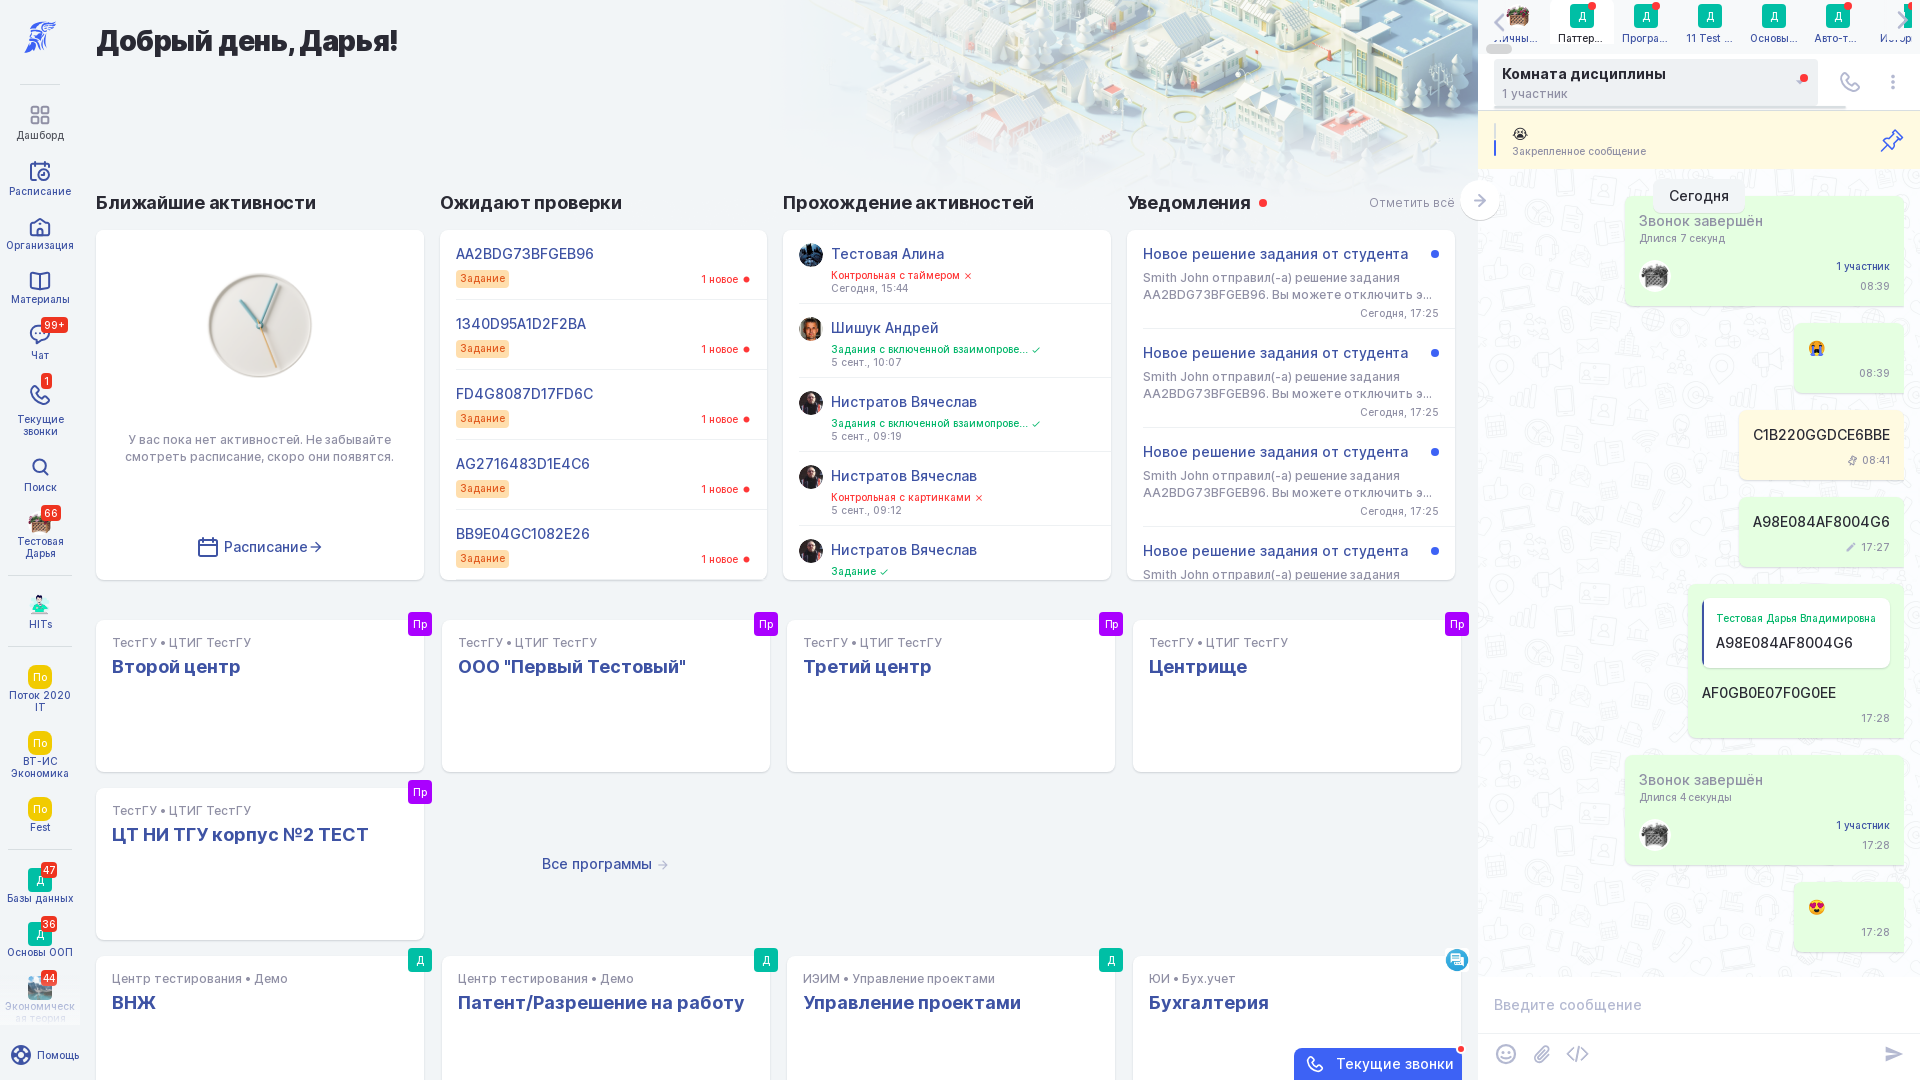 Дашборд
Расписание
Организация
Материалы
99+
Чат
1
Текущие
звонки
Поиск
66
Тестовая
Дарья
HITs
По
Поток 2020
IT
По
ВТ-ИС
Экономика
По
Fest
47
Д
Базы данных
36
Д
Основы ООП
44
Экономическ
ая теория
Помощь
Добрый день, Дарья!
Ближайшие активности
У вас пока нет активностей. Не забывайте
смотреть расписание, скоро они появятся.
Расписание
Ожидают проверки
AA2BDG73BFGEB96
Задание
1 новое
1340D95A1D2F2BA
Задание
1 новое
FD4G8087D17FD6C
Задание
1 новое
AG2716483D1E4C6
Задание
1 новое
BB9E04GC1082E26
Задание
1 новое
Прохождение активностей
Тестовая Алина
Контрольная с таймером
Сегодня, 15:44
Шишук Андрей
Задания с включенной взаимопрове...
5 сент., 10:07
Нистратов Вячеслав
Задания с включенной взаимопрове...
5 сент., 09:19
Нистратов Вячеслав
Контрольная с картинками
5 сент., 09:12
Нистратов Вячеслав
Задание
Уведомления
Отметить всё
Новое решение задания от студента
Smith John отправил(-а) решение задания
AA2BDG73BFGEB96. Вы можете отключить э...
Сегодня, 17:25
Новое решение задания от студента
Smith John отправил(-а) решение задания
AA2BDG73BFGEB96. Вы можете отключить э...
Сегодня, 17:25
Новое решение задания от студента
Smith John отправил(-а) решение задания
AA2BDG73BFGEB96. Вы можете отключить э...
Сегодня, 17:25
Новое решение задания от студента
Smith John отправил(-а) решение задания
Пр
ТестГУ • ЦТИГ ТестГУ
Второй центр
Пр
ТестГУ • ЦТИГ ТестГУ
ООО "Первый Тестовый"
Пр
ТестГУ • ЦТИГ ТестГУ
Третий центр
Пр
ТестГУ • ЦТИГ ТестГУ
Центрище
Пр
ТестГУ • ЦТИГ ТестГУ
ЦТ НИ ТГУ корпус №2 ТЕСТ
Все программы
Д
Центр тестирования • Демо
ВНЖ
Д
Центр тестирования • Демо
Патент/Разрешение на работу
Д
ИЭИМ • Управление проектами
Управление проектами
ЮИ • Бух.учет
Бухгалтерия
Текущие звонки
Личны...
Д
Паттер...
Д
Програ...
Д
11 Test ...
Д
Основы...
Д
Авто-т...
Комната дисциплины
1 участник
😭
Закрепленное сообщение
Сегодня
Звонок завершён
Длился 7 секунд
1 участник
08:39
😭
08:39
C1B220GGDCE6BBE
08:41
A98E084AF8004G6
17:27
Тестовая Дарья Владимировна
A98E084AF8004G6
AF0GB0E07F0G0EE
17:28
Звонок завершён
Длился 4 секунды
1 участник
17:28
😍
17:28
Введите сообщение